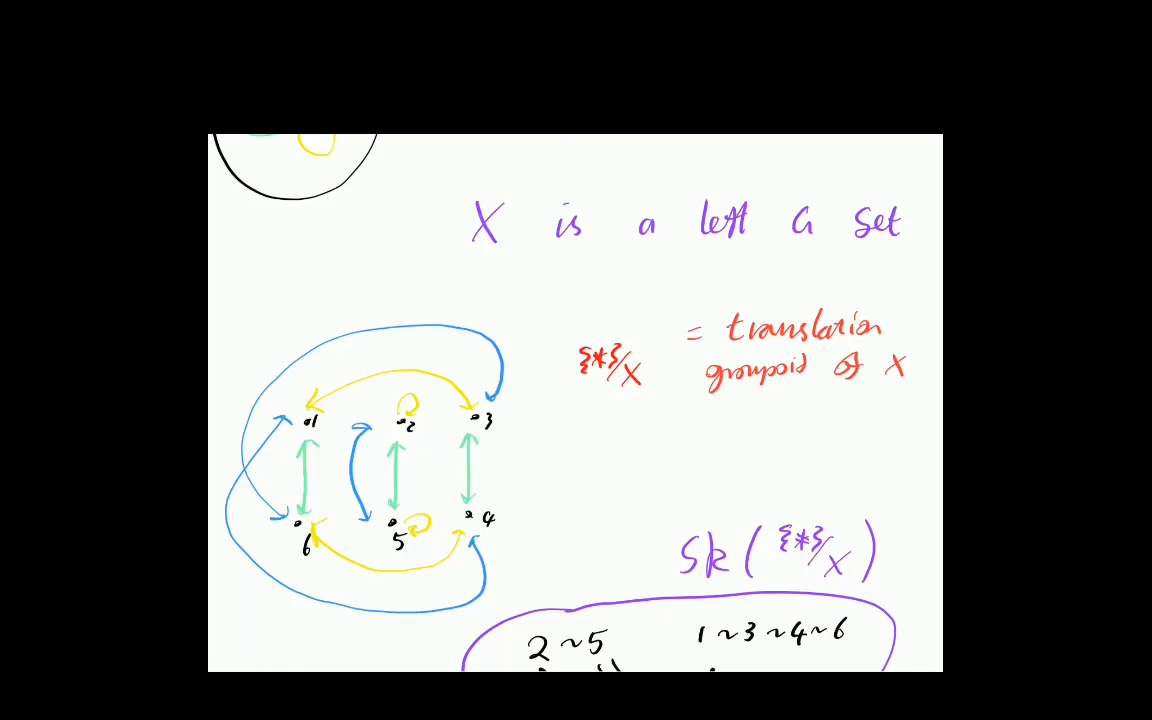 X is a left G set
= translation
{*}/X groupoid of X
1 2 3
6 5 4
Sk ( {*}/X )
2 ~ 5 1 ~ 3 ~ 4 ~ 6